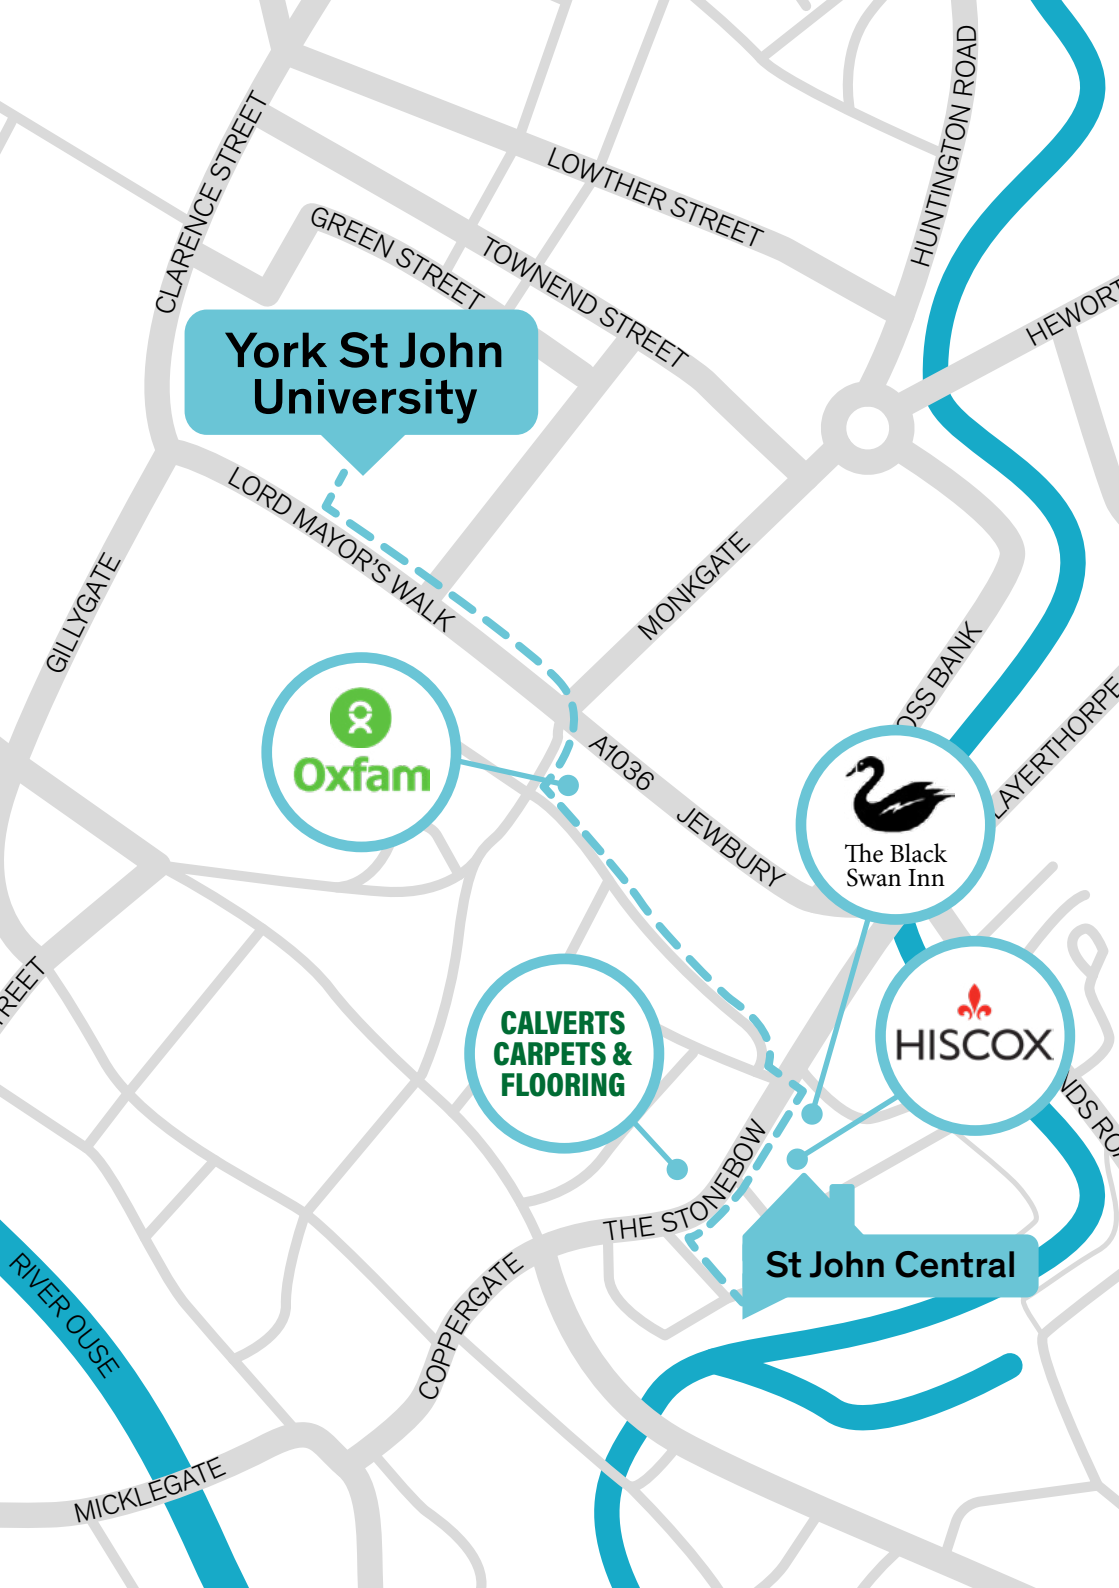 HUNTINGTON ROAD
CLARENCE STREET
LOWTHER STREET
GREEN STREET
TOWNEND STREET
HEWORT
York St John
University
LORD MAYOR'S WALK
MONKGATE
GILLYGATE
OSS BANK
LAYERTHORPE
Oxfam
A1036
JEWBURY
The Black
Swan Inn
REET
CALVERTS
CARPETS &
FLOORING
HISCOX
NDS RO
THE STONEBOW
St John Central
RIVER OUSE
COPPERGATE
MICKLEGATE